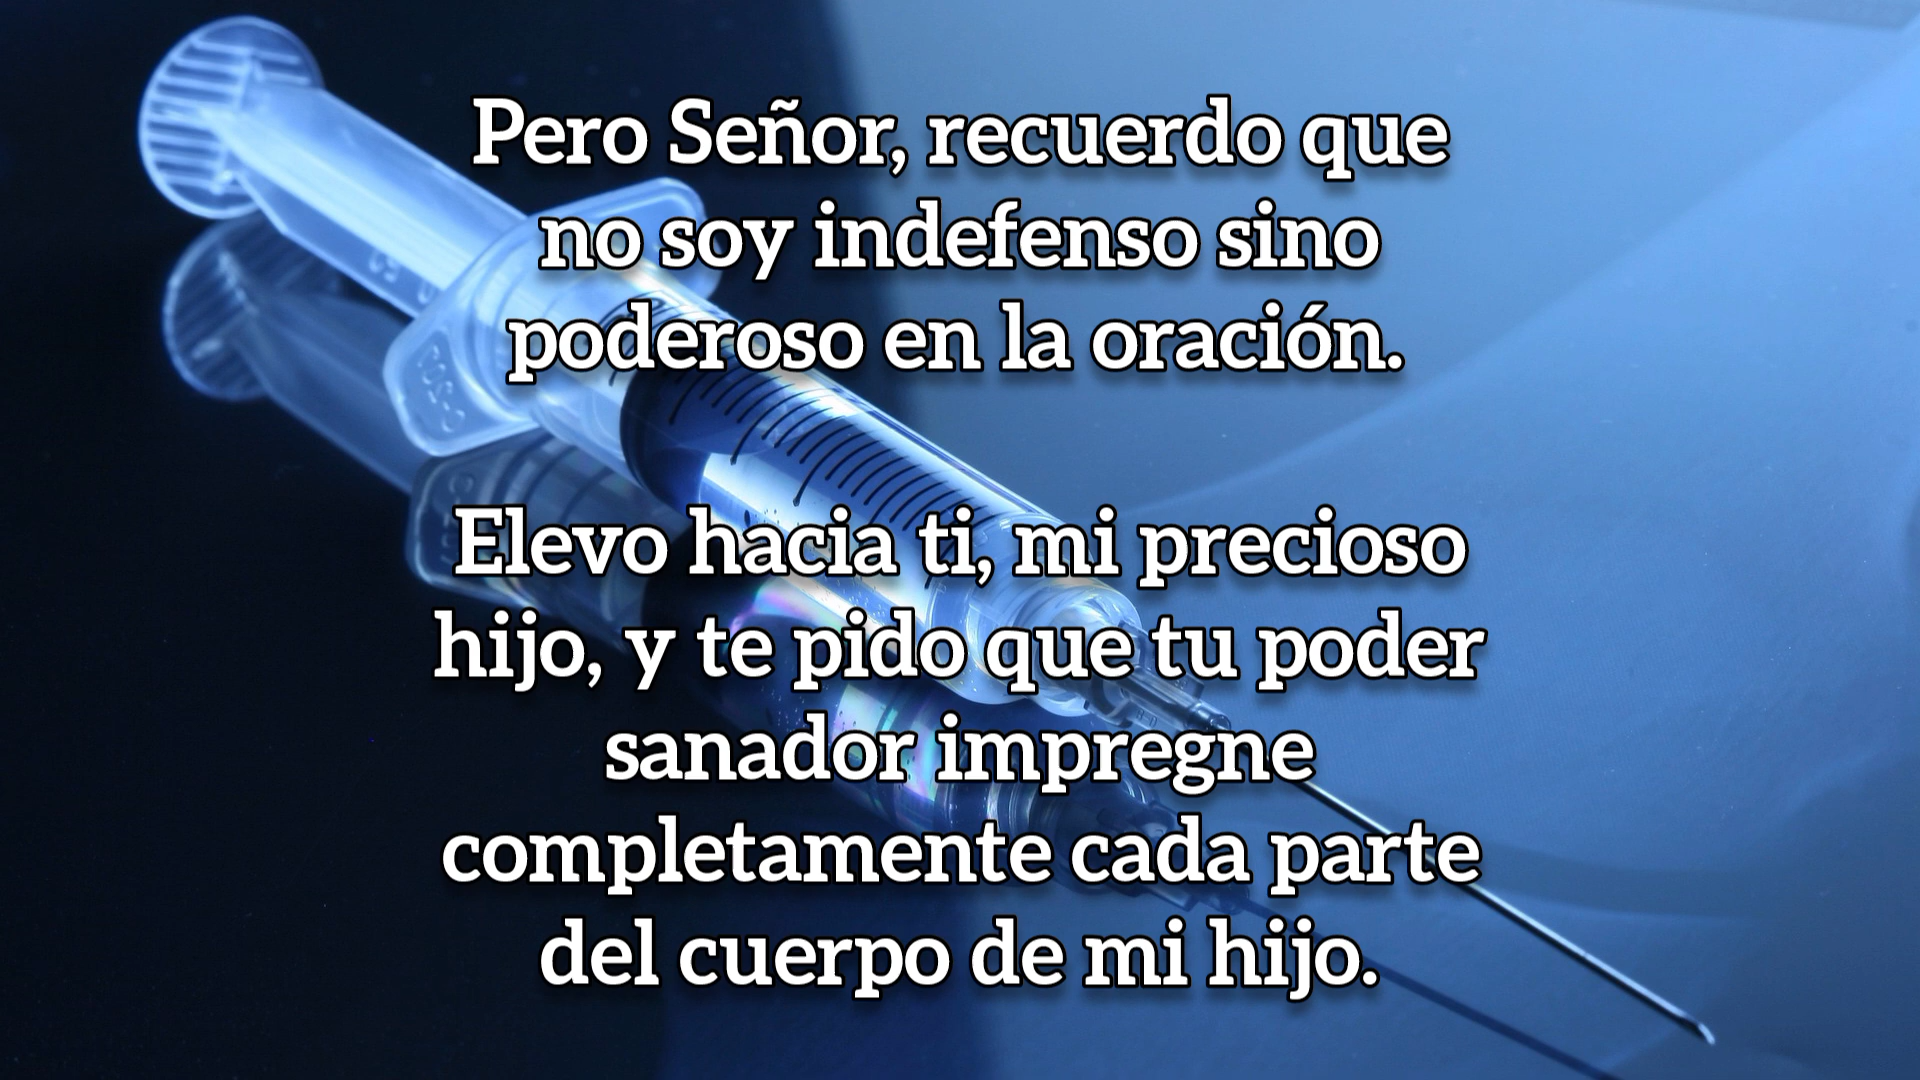 Pero Señor, recuerdo que
no soy indefenso sino
poderoso en la oración.
Elevo hacia ti, mi precioso
hijo, y te pido que tu poder
sanador impregne
completamente cada parte
del cuerpo de mi hijo.